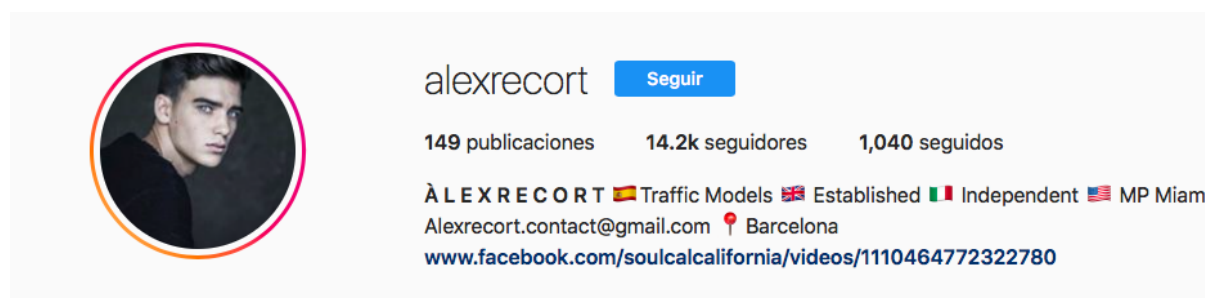 alexrecort Seguir
149 publicaciones 14.2k seguidores 1,040 seguidos
À L E X R E C O R T 🇪🇸 Traffic Models 🇬🇧 Established 🇮🇹 Independent 🇺🇸 MP Miam
Alexrecort.contact@gmail.com 📍 Barcelona
www.facebook.com/soulcalcalifornia/videos/1110464772322780